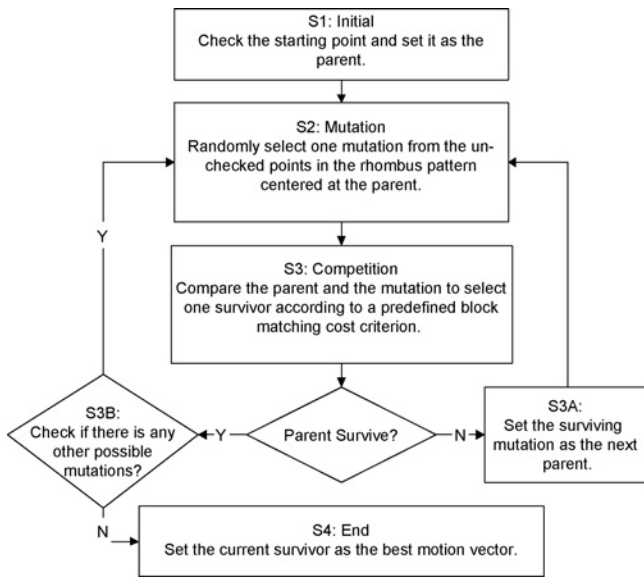 S1: Initial
Check the starting point and set it as the
parent.
S2: Mutation
Randomly select one mutation from the un-
checked points in the rhombus pattern
centered at the parent.
Y
S3: Competition
Compare the parent and the mutation to select
one survivor according to a predefined block
matching cost criterion.
S3B:
Check if there is any
other possible
mutations?
Y
Parent Survive?
N
S3A:
Set the surviving
mutation as the next
parent.
N
S4: End
Set the current survivor as the best motion vector.